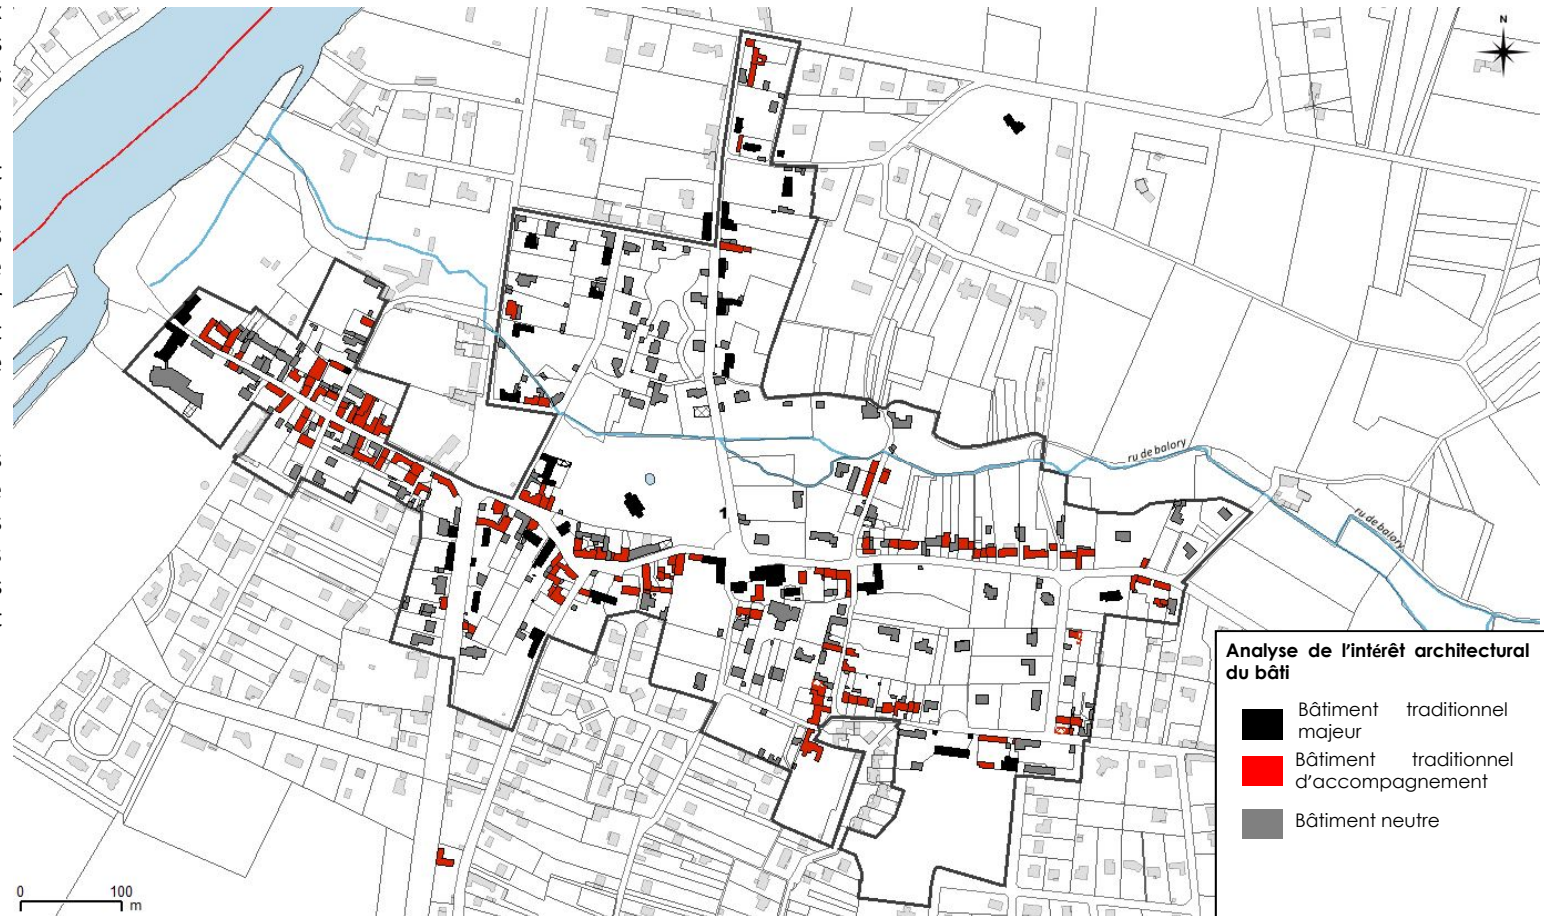 N
ru de balory
ru de balory
1
Analyse de l'intérêt architectural
du bâti
Bâtiment traditionnel
majeur
Bâtiment traditionnel
d'accompagnement
Bâtiment neutre
0 100
m